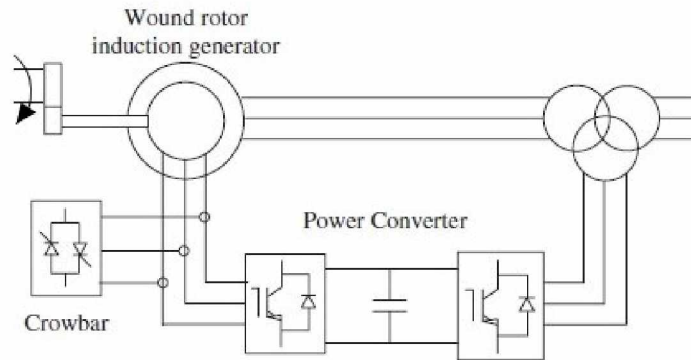 Wound rotor
induction generator
Power Converter
Crowbar